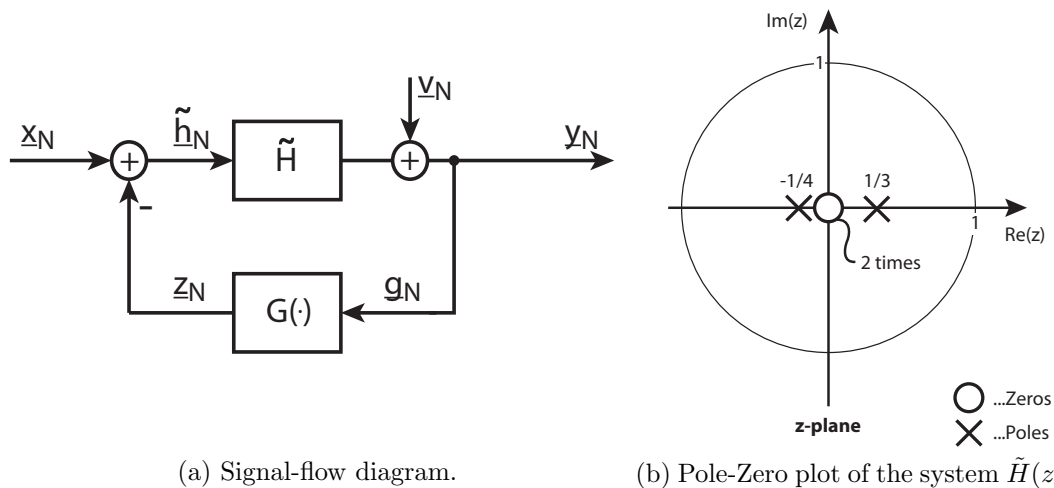 x_N
+
h̃_N
H̃
v_N
+
y_N
-
z_N
G(·)
g_N
(a) Signal-flow diagram.
Im(z)
1
-1/4
1/3
1
Re(z)
2 times
z-plane
...Zeros
...Poles
(b) Pole-Zero plot of the system H̃(z